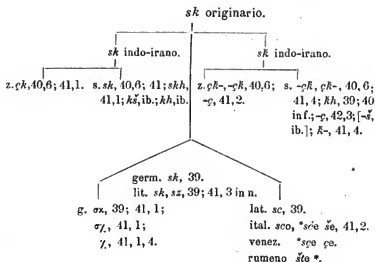 sk originario.
sk indo-irano.
sk indo-irano.
z. çk, 40,6; 41,1.
s. sk, 40,6; 41; skh,
41,1; kš, ib.; kh, ib.
z. çk̄-, -çk̄, 40,6;
-ç, 41,2.
s. -çk̄, çk̄-, 40, 6;
41, 4; k̄h, 39; 40
inf.; -ç, 42,3; [-š,
ib.]; k̄-, 41, 4.
germ. sk, 39.
lit. sk, sz, 39; 41, 3 in n.
g. σκ, 39; 41, 1;
σχ, 41, 1;
χ, 41, 1, 4.
lat. sc, 39.
ital. sco, *sće še, 41, 2.
venez. *sçe çe.
rumeno šte *.